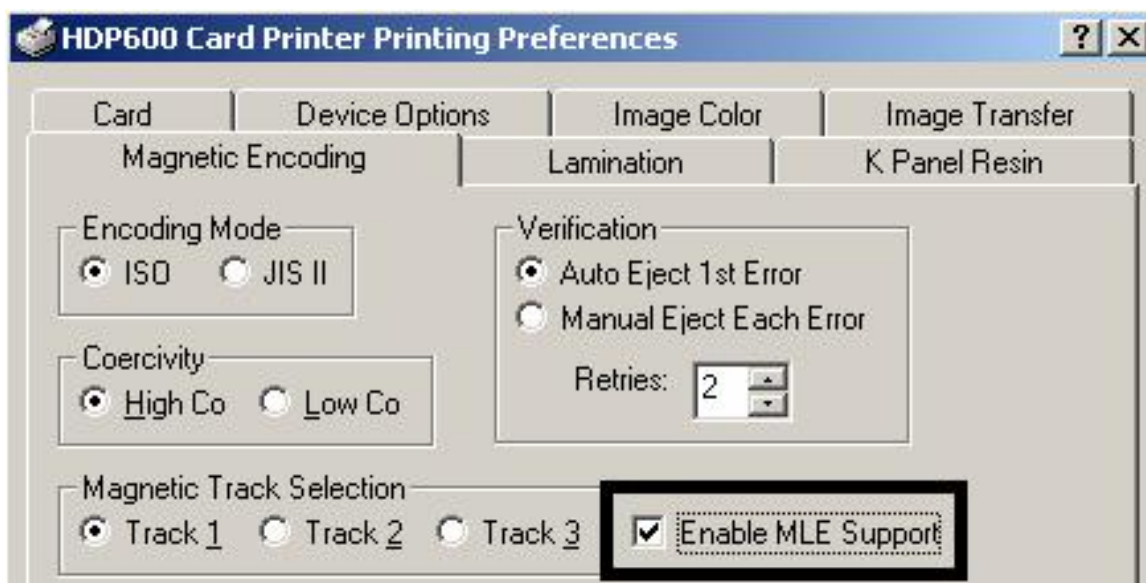 HDP600 Card Printer Printing Preferences
Card Device Options Image Color Image Transfer
Magnetic Encoding Lamination K Panel Resin
Encoding Mode
ISO JIS II
Verification
Auto Eject 1st Error
Manual Eject Each Error
Retries: 2
Coercivity
High Co Low Co
Magnetic Track Selection
Track 1 Track 2 Track 3 Enable MLE Support